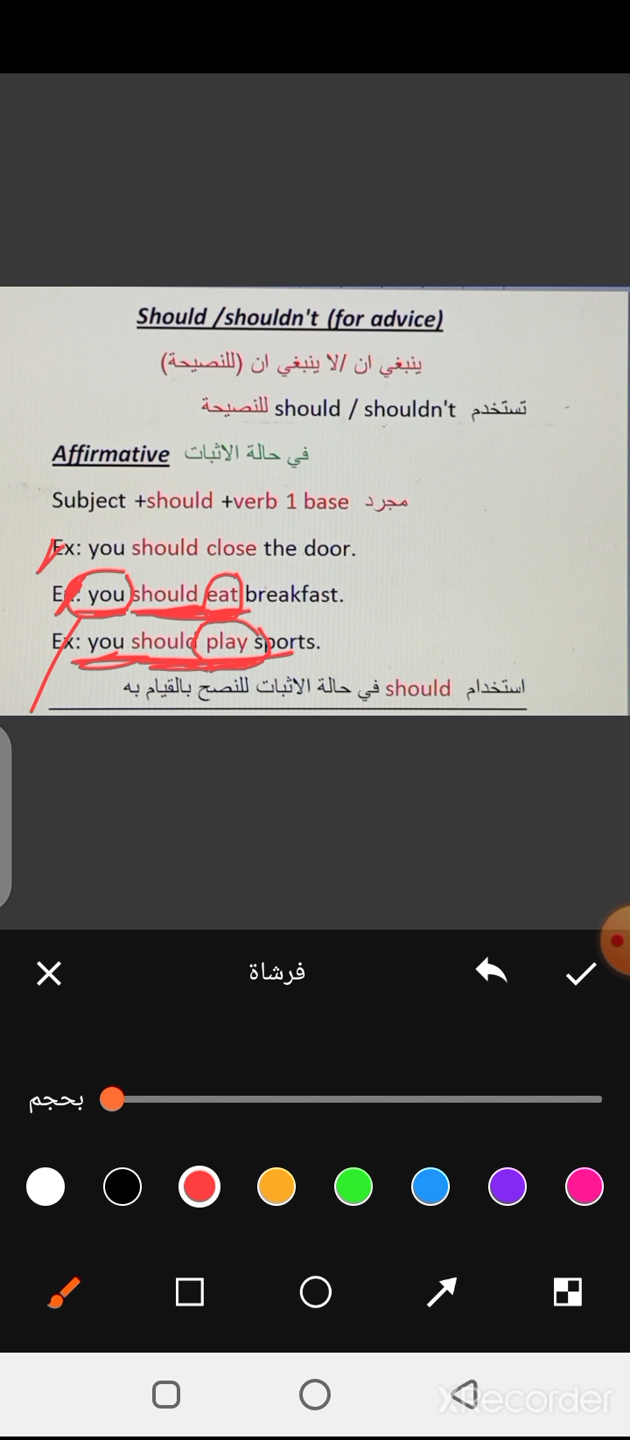 Should /shouldn't (for advice)
ينبغي ان /لا ينبغي ان (للنصيحة)
تستخدم should / shouldn't للنصيحة
Affirmative في حالة الاثبات
Subject +should +verb 1 base مجرد
Ex: you should close the door.
Ex: you should eat breakfast.
Ex: you should play sports.
استخدام should في حالة الاثبات للنصح بالقيام به
فرشاة
بحجم
XRecorder